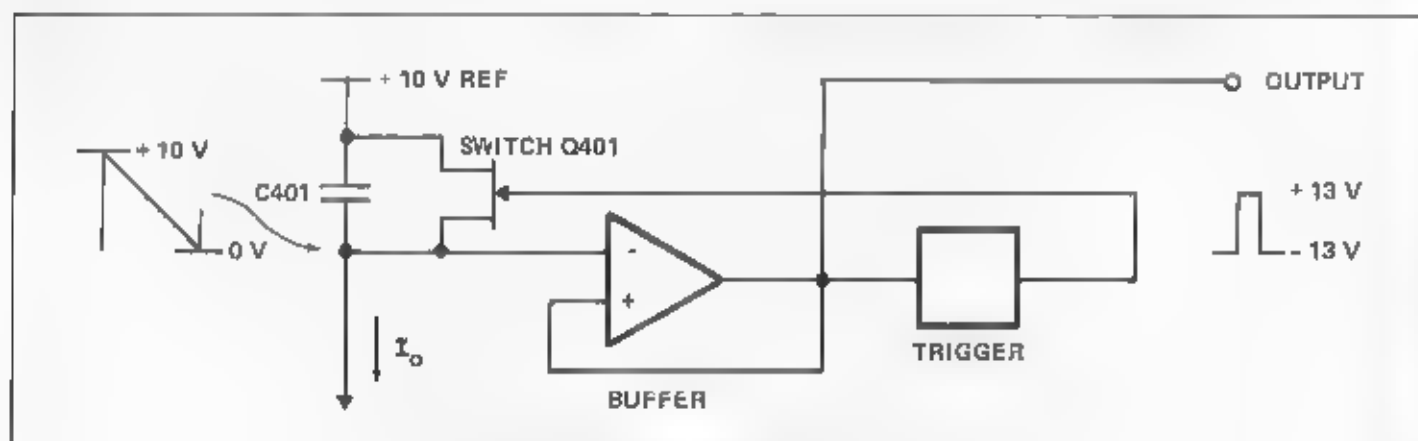 + 10 V REF
SWITCH Q401
OUTPUT
+ 10 V
C401
0 V
-
+
+ 13 V
- 13 V
I₀
TRIGGER
BUFFER